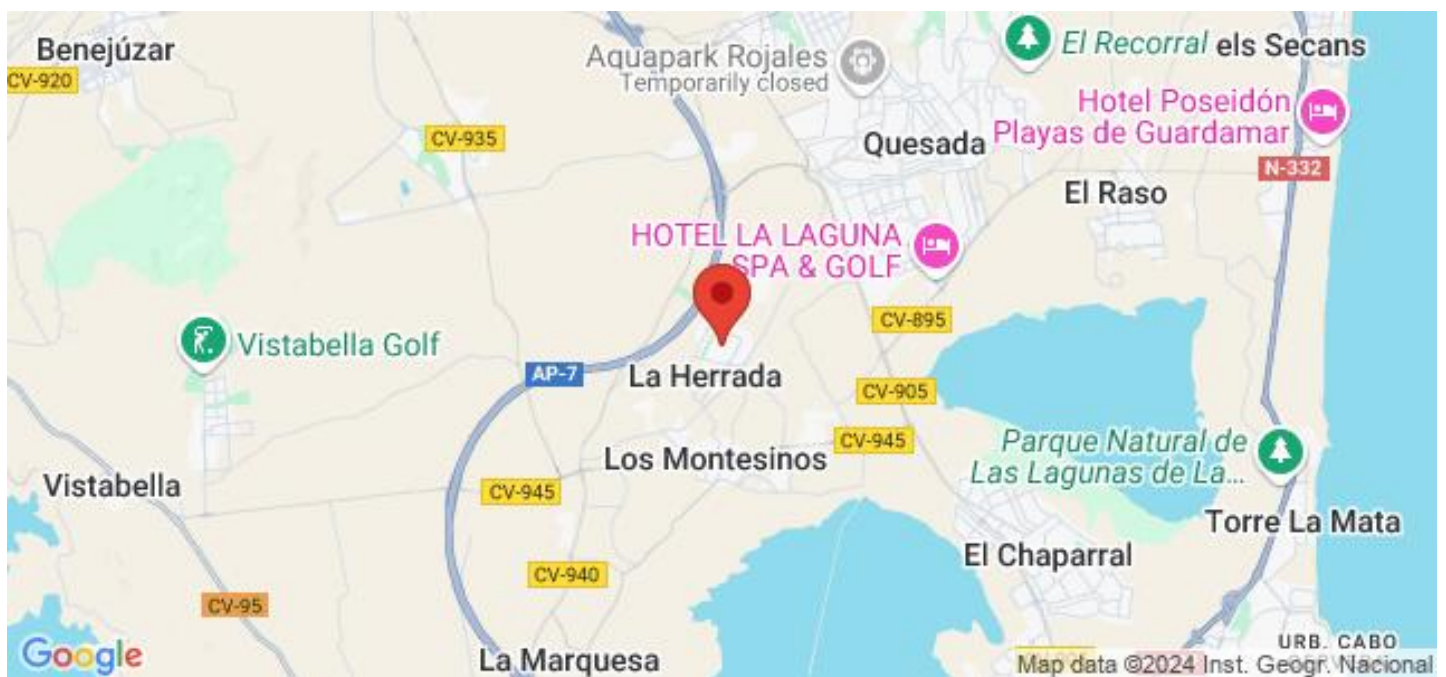 Benejúzar
CV-920
Aquapark Rojales
Temporarily closed
El Recorral
els Secans
CV-935
Hotel Poseidón
Playas de Guardamar
Quesada
N-332
El Raso
HOTEL LA LAGUNA
SPA & GOLF
CV-895
Vistabella Golf
AP-7
La Herrada
CV-905
CV-945
Parque Natural de
Las Lagunas de La...
Los Montesinos
Vistabella
CV-945
Torre La Mata
El Chaparral
CV-940
CV-95
URB. CABO
Google
La Marquesa
Map data ©2024 Inst. Geogr. Nacional